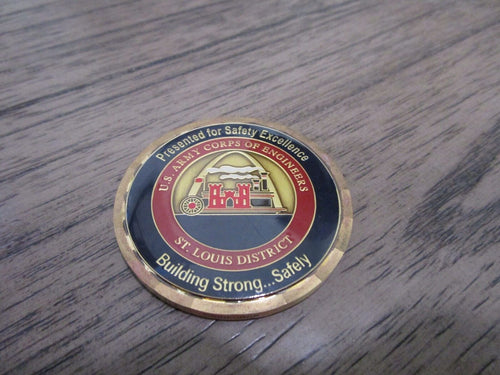 Presented for Safety Excellence
U.S. ARMY CORPS OF ENGINEERS
ST. LOUIS DISTRICT
Building Strong...Safely